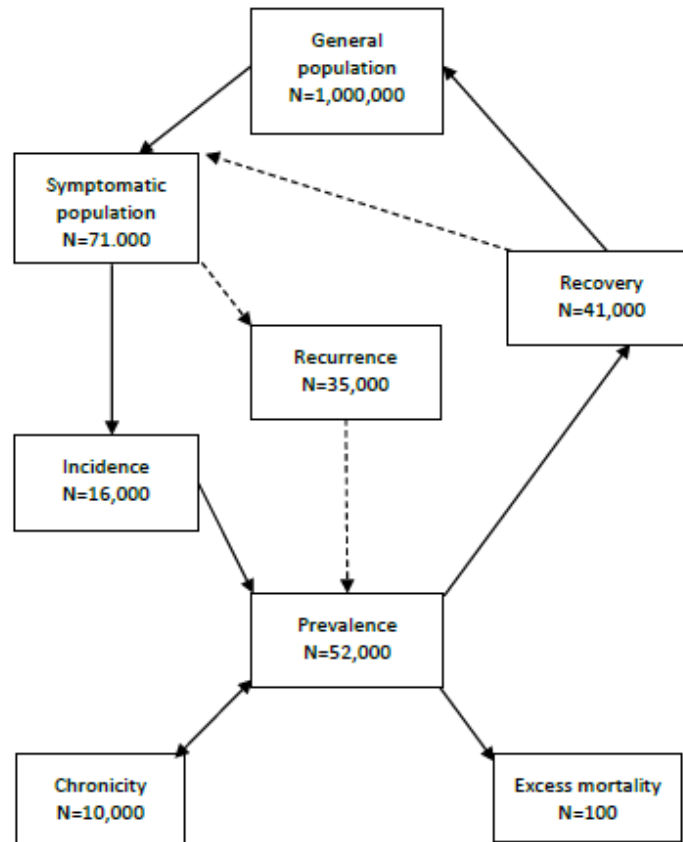 General
population
N=1,000,000
Symptomatic
population
N=71.000
Recovery
N=41,000
Recurrence
N=35,000
Incidence
N=16,000
Prevalence
N=52,000
Chronicity
N=10,000
Excess mortality
N=100